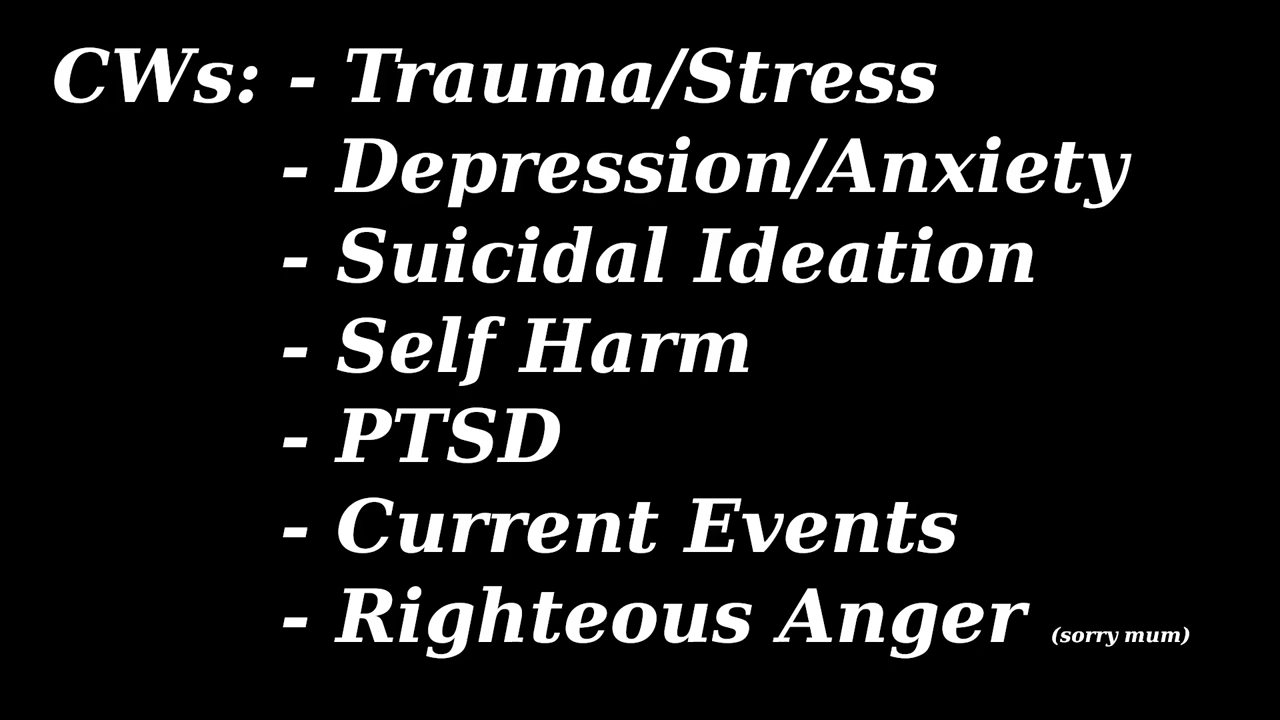 CWs: - Trauma/Stress
- Depression/Anxiety
- Suicidal Ideation
- Self Harm
- PTSD
- Current Events
- Righteous Anger (sorry mum)